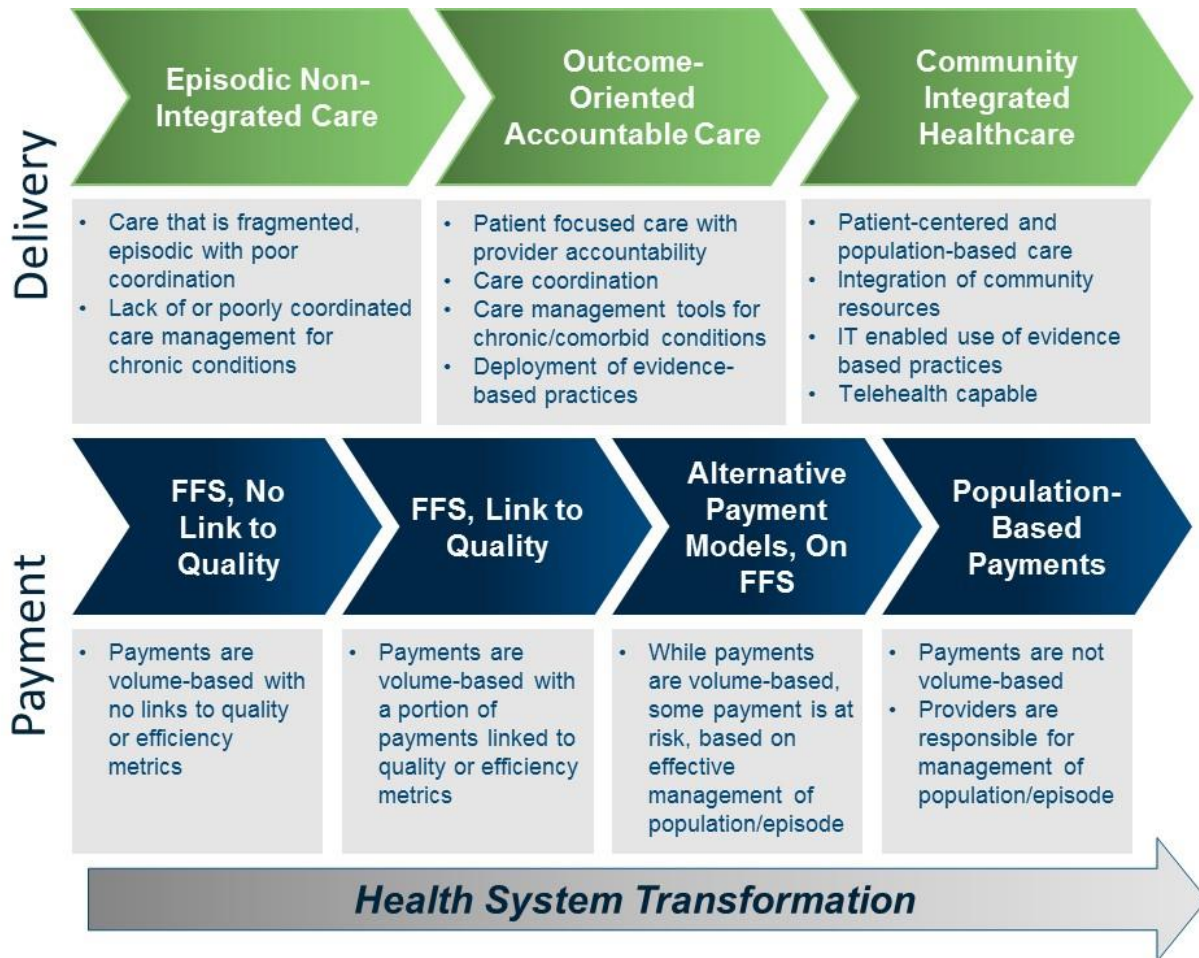 Delivery
Episodic Non-
Integrated Care
Outcome-
Oriented
Accountable Care
Community
Integrated
Healthcare
• Care that is fragmented,
episodic with poor
coordination
• Lack of or poorly coordinated
care management for
chronic conditions
• Patient focused care with
provider accountability
• Care coordination
• Care management tools for
chronic/comorbid conditions
• Deployment of evidence-
based practices
• Patient-centered and
population-based care
• Integration of community
resources
• IT enabled use of evidence
based practices
• Telehealth capable
Payment
FFS, No
Link to
Quality
FFS, Link to
Quality
Alternative
Payment
Models, On
FFS
Population-
Based
Payments
• Payments are
volume-based with
no links to quality
or efficiency
metrics
• Payments are
volume-based with
a portion of
payments linked to
quality or efficiency
metrics
• While payments
are volume-based,
some payment is at
risk, based on
effective
management of
population/episode
• Payments are not
volume-based
• Providers are
responsible for
management of
population/episode
Health System Transformation